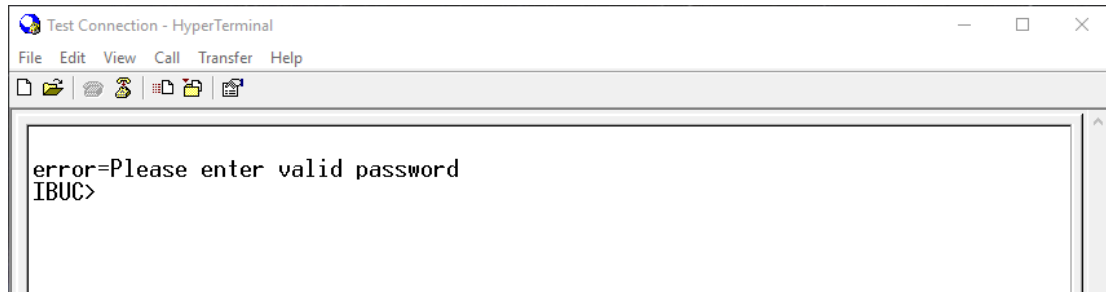 Test Connection - HyperTerminal
File Edit View Call Transfer Help
error=Please enter valid password
IBUC>